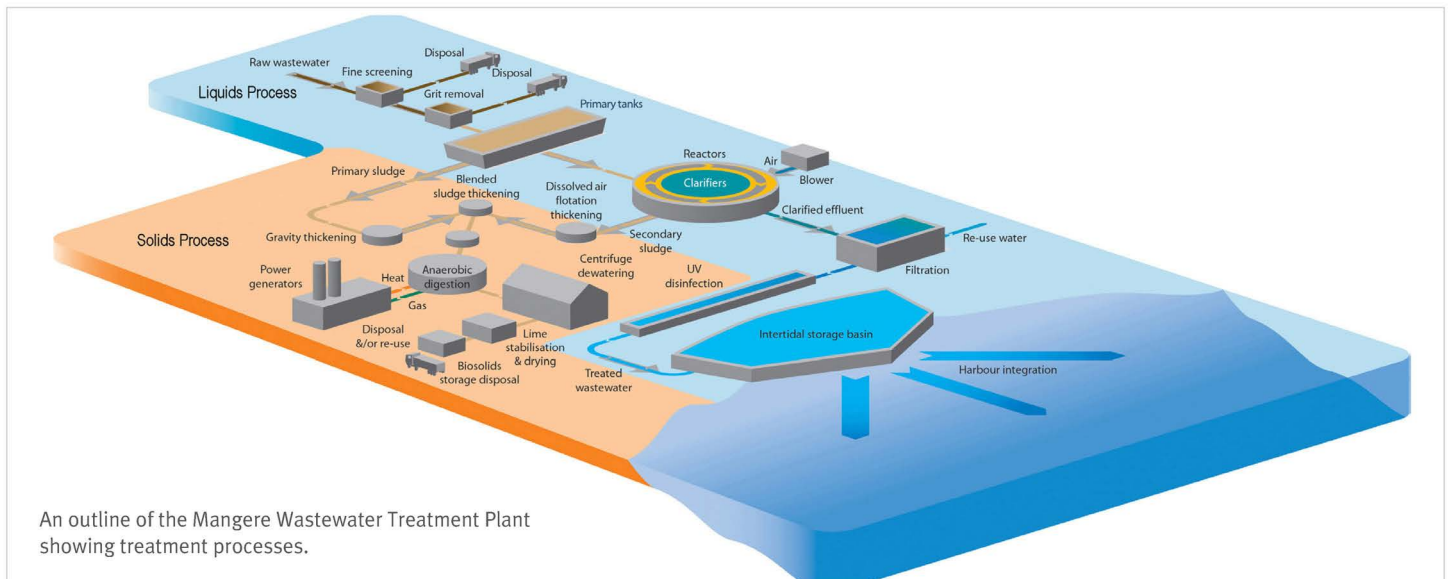 Raw wastewater
Disposal
Fine screening
Disposal
Liquids Process
Grit removal
Primary tanks
Reactors
Air
Clarifiers
Blower
Primary sludge
Blended
sludge thickening
Dissolved air
flotation
thickening
Clarified effluent
Re-use water
Solids Process
Gravity thickening
Secondary
sludge
Filtration
Centrifuge
dewatering
UV
disinfection
Power
generators
Heat
Anaerobic
digestion
Gas
Disposal
&/or re-use
Lime
stabilisation
& drying
Biosolids
storage disposal
Intertidal storage basin
Treated
wastewater
Harbour integration
An outline of the Mangere Wastewater Treatment Plant
showing treatment processes.